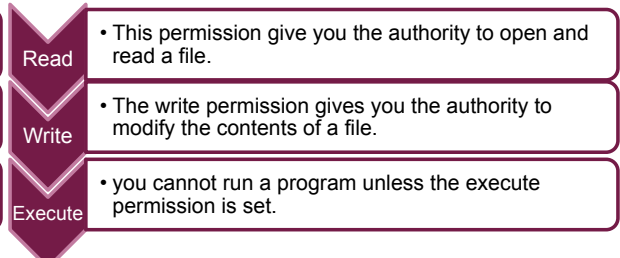 Read
• This permission give you the authority to open and
read a file.
Write
• The write permission gives you the authority to
modify the contents of a file.
Execute
• you cannot run a program unless the execute
permission is set.